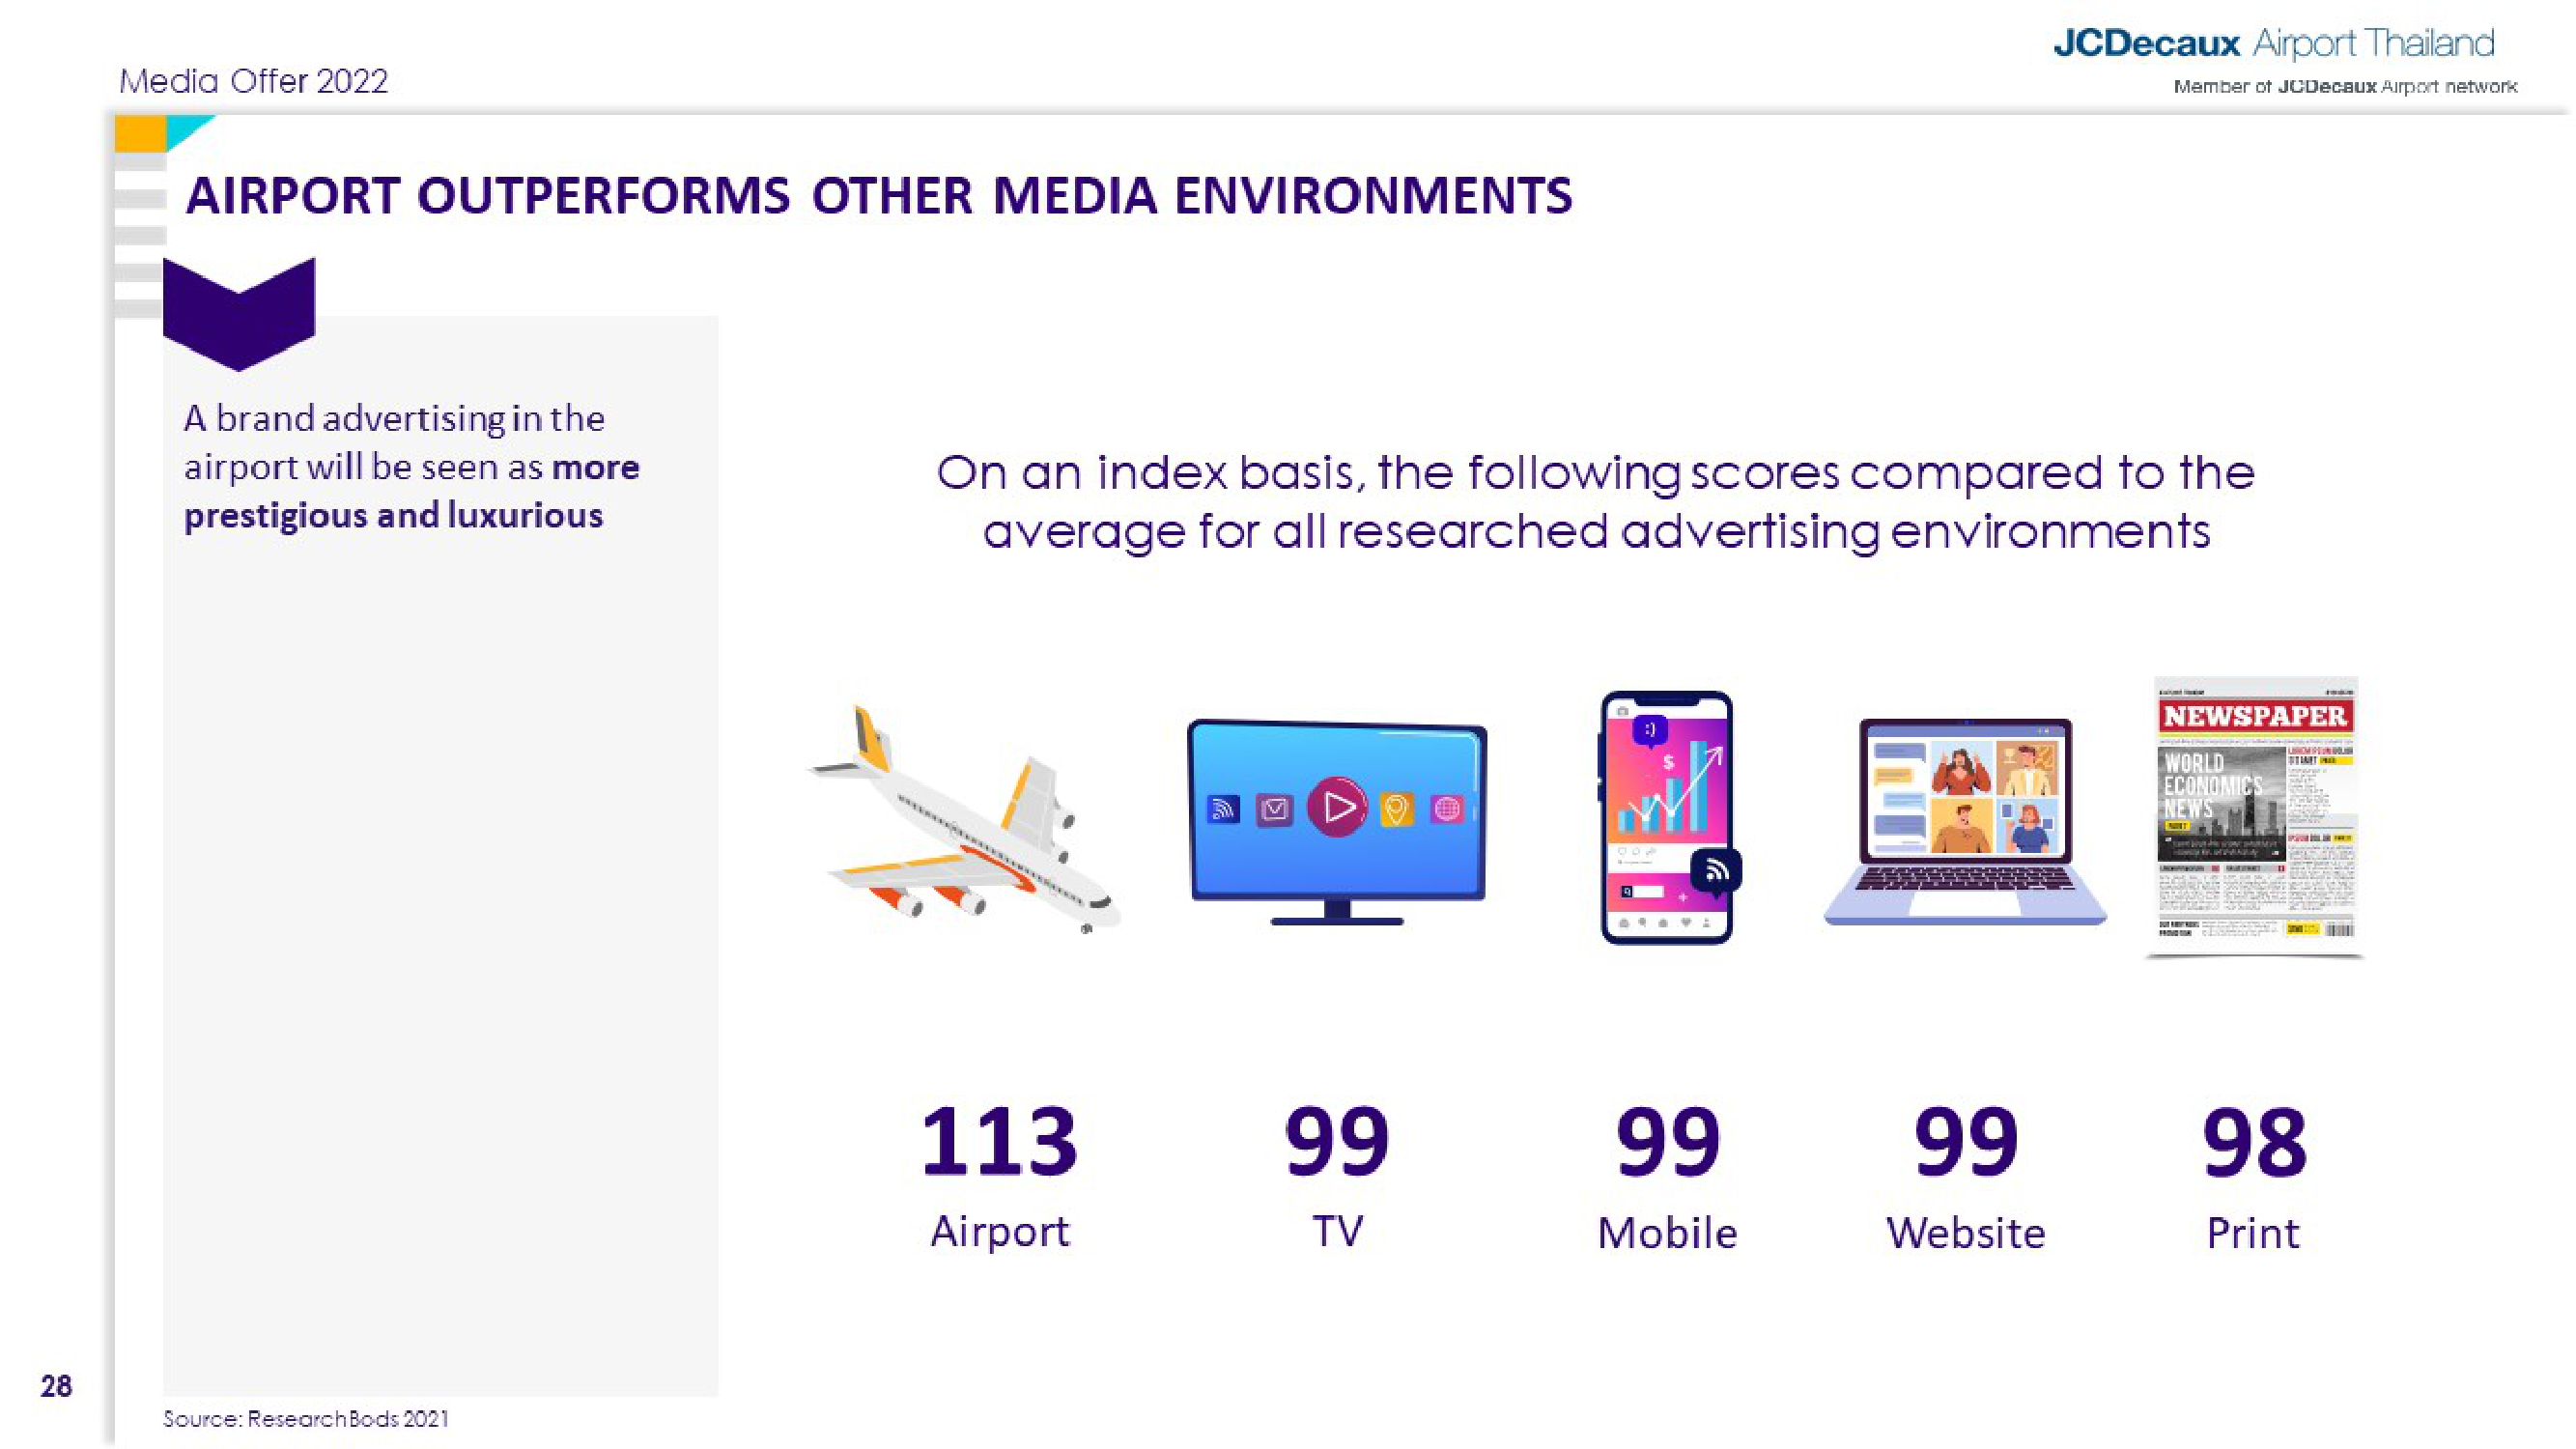 Media Offer 2022
JCDecaux Airport Thailand
Member of JCDecaux Airport network
AIRPORT OUTPERFORMS OTHER MEDIA ENVIRONMENTS
A brand advertising in the
airport will be seen as more
prestigious and luxurious
On an index basis, the following scores compared to the
average for all researched advertising environments
NEWSPAPER
WORLD
ECONOMICS
NEWS
113
99
99
99
98
Airport
TV
Mobile
Website
Print
28
Source: ResearchBods 2021